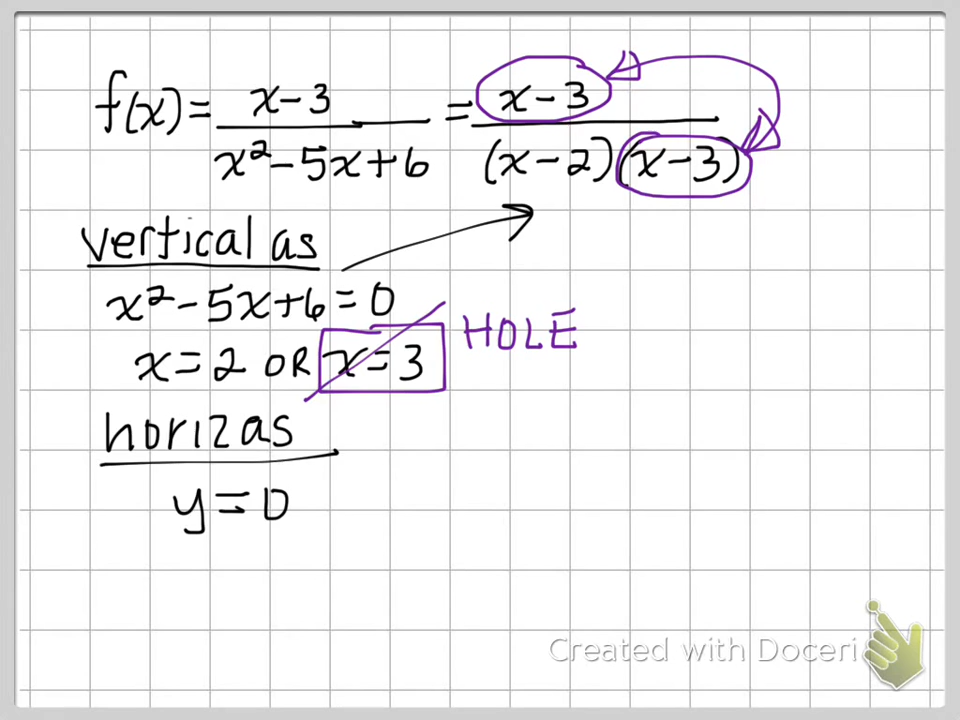 f(x) = x-3 / x²-5x+6 = x-3 / (x-2)(x-3)
vertical as
x²-5x+6=0
x=2 OR x=3 HOLE
horiz as
y=0
Created with Doceri